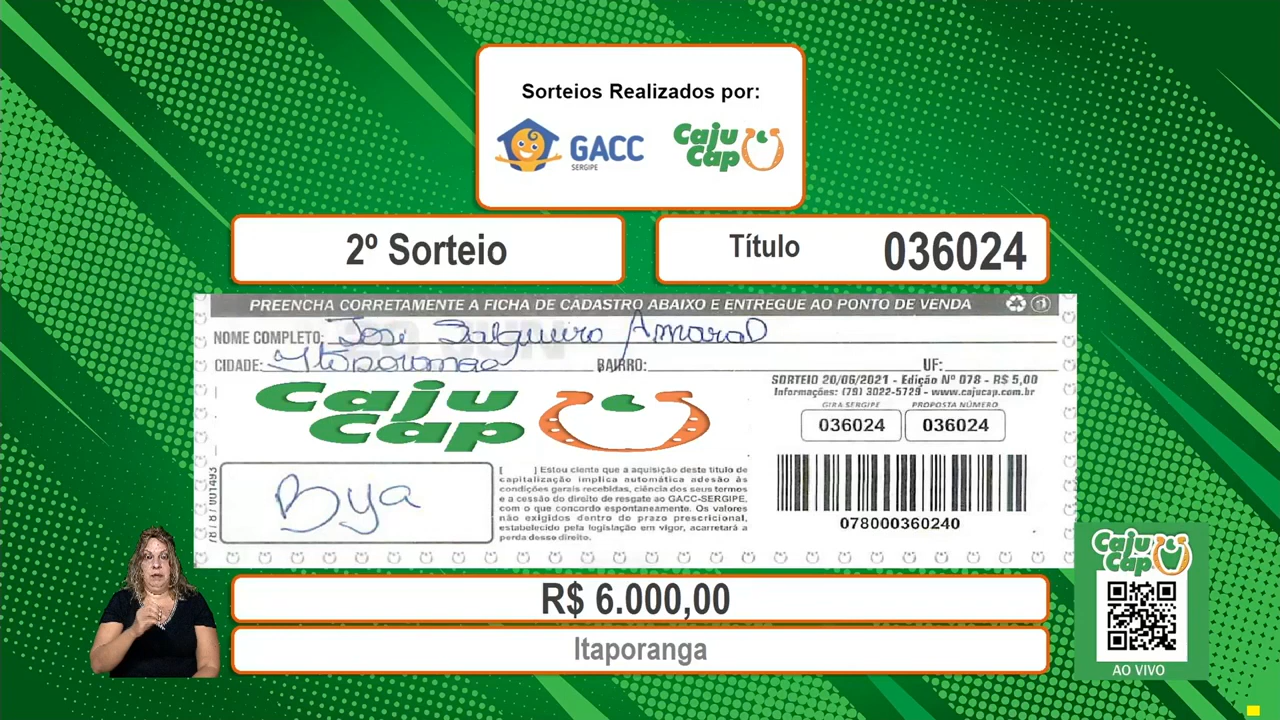 Sorteios Realizados por:
GACC
SERGIPE
Caju
Cap
2º Sorteio
Título 036024
PREENCHA CORRETAMENTE A FICHA DE CADASTRO ABAIXO E ENTREGUE AO PONTO DE VENDA
NOME COMPLETO: Jose Salgueiro Amaral
CIDADE: Itaporanga BAIRRO: UF:
SORTEIO 20/06/2021 - Edição Nº 078 - R$ 5,00
Informações: (79) 3022-5729 - www.cajucap.com.br
GIRA SERGIPE PROPOSTA NÚMERO
036024 036024
Caju
Cap
Bya
[ ] Estou ciente que a aquisição deste título de
capitalização implica automática adesão às
condições gerais recebidas, ciência dos seus termos
e a cessão do direito de resgate ao GACC-SERGIPE,
com o que concordo espontaneamente. Os valores
não exigidos dentro do prazo prescricional,
estabelecido pela legislação em vigor, acarretará a
perda desse direito.
078000360240
R$ 6.000,00
Itaporanga
Caju
Cap
AO VIVO